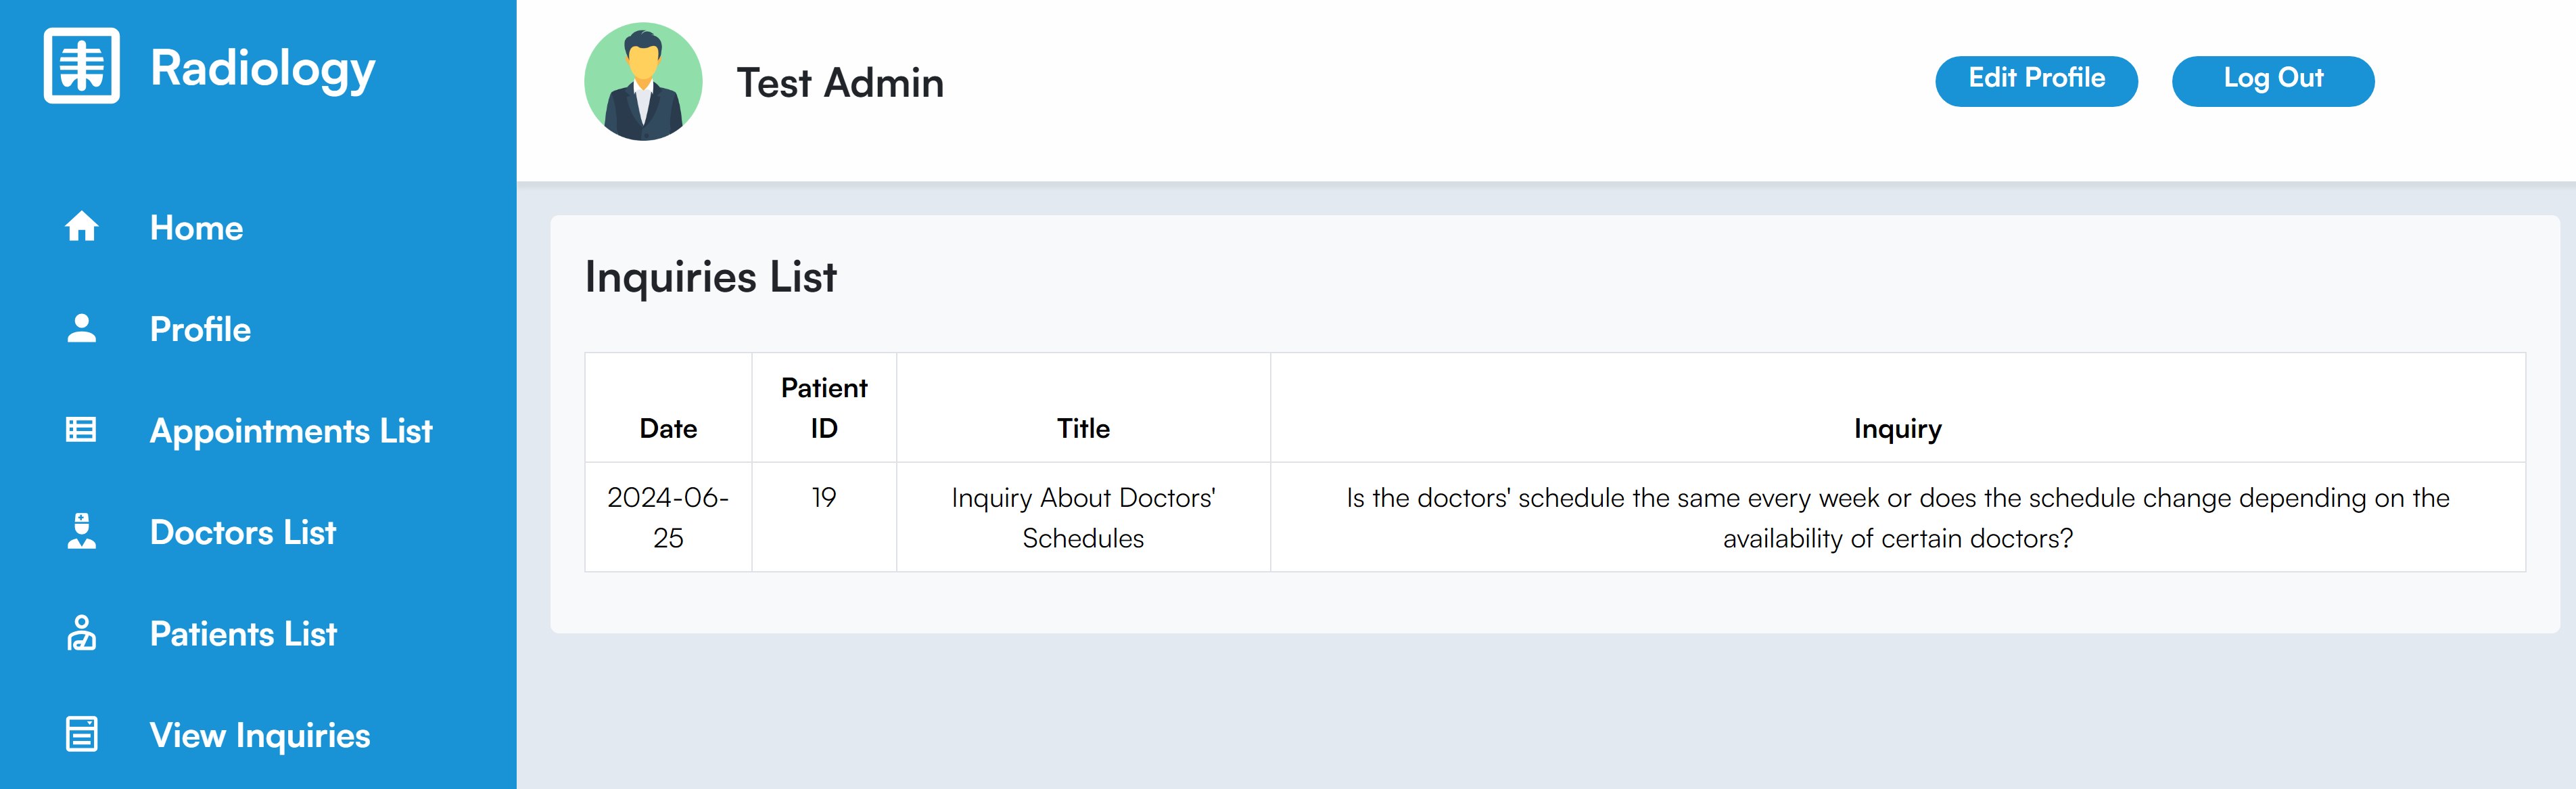 Radiology
Home
Profile
Appointments List
Doctors List
Patients List
View Inquiries
Test Admin
Edit Profile
Log Out
Inquiries List
Date
Patient
ID
Title
Inquiry
2024-06-
25
19
Inquiry About Doctors'
Schedules
Is the doctors' schedule the same every week or does the schedule change depending on the
availability of certain doctors?